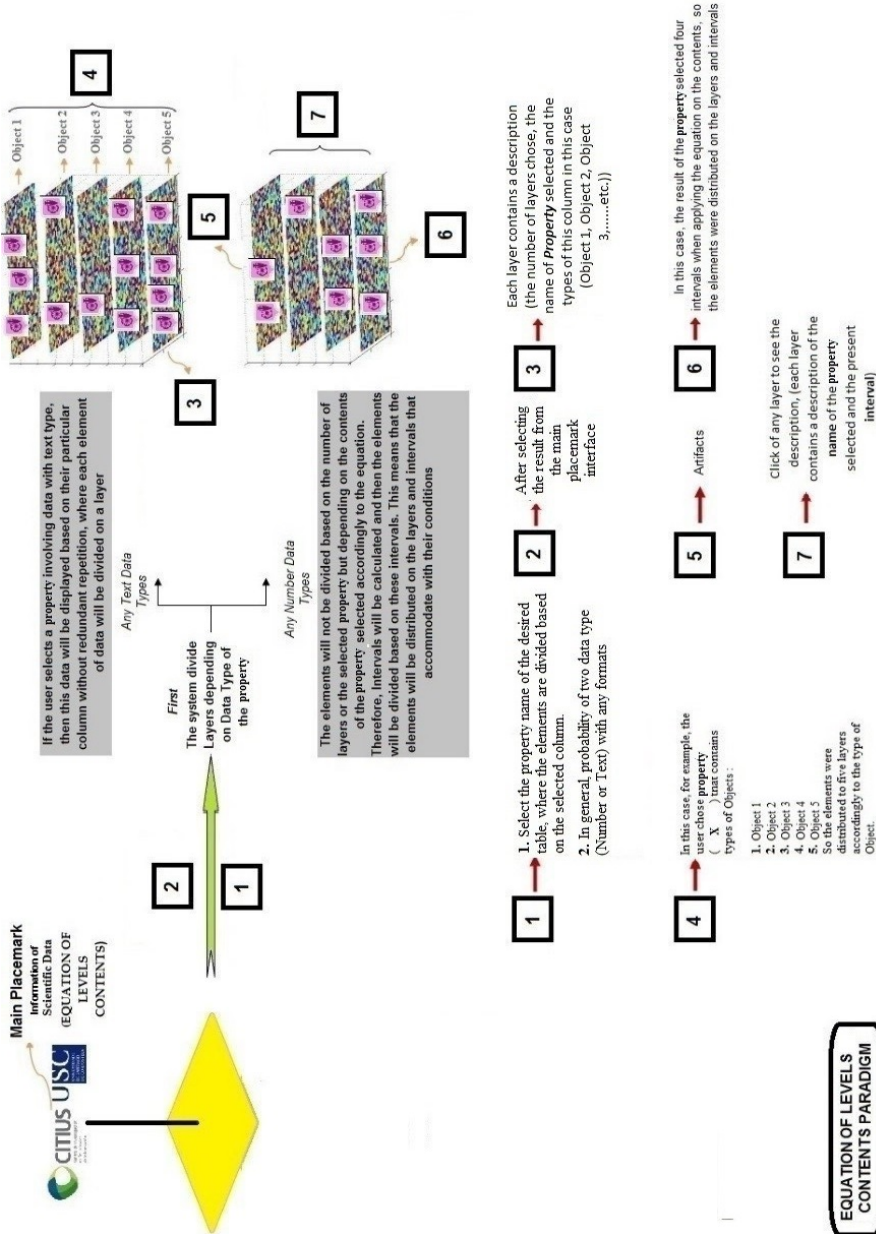 Main Placemark
Information of
Scientific Data
(EQUATION OF
LEVELS
CONTENTS)
CITIUS USC
2
1
If the user selects a property involving data with text type,
then this data will be displayed based on their particular
column without redundant repetition, where each element
of data will be divided on a layer
Any Text Data
Types
First
The system divide
Layers depending
on Data Type of
the property
Any Number Data
Types
The elements will not be divided based on the number of
layers or the selected property but depending on the contents
of the property selected accordingly to the equation.
Therefore, Intervals will be calculated and then the elements
will be divided based on these intervals. This means that the
elements will be distributed on the layers and intervals that
accommodate with their conditions
Object 1
Object 2
Object 3
Object 4
Object 5
4
3
5
7
6
1
1. Select the property name of the desired
table, where the elements are divided based
on the selected column.
2. In general, probability of two data type
(Number or Text) with any formats
2
After selecting
the result from
the main
placemark
interface
3
Each layer contains a description
(the number of layers chose, the
name of Property selected and the
types of this column in this case
(Object 1, Object 2, Object
3,......etc.))
4
In this case, for example, the
user chose property
( X ) that contains
types of Objects :
1. Object 1
2. Object 2
3. Object 3
4. Object 4
5. Object 5
So the elements were
distributed to five layers
accordingly to the type of
Object.
5
Artifacts
6
In this case, the result of the property selected four
intervals when applying the equation on the contents, so
the elements were distributed on the layers and intervals
7
Click of any layer to see the
description, (each layer
contains a description of the
name of the property
selected and the present
interval)
EQUATION OF LEVELS
CONTENTS PARADIGM